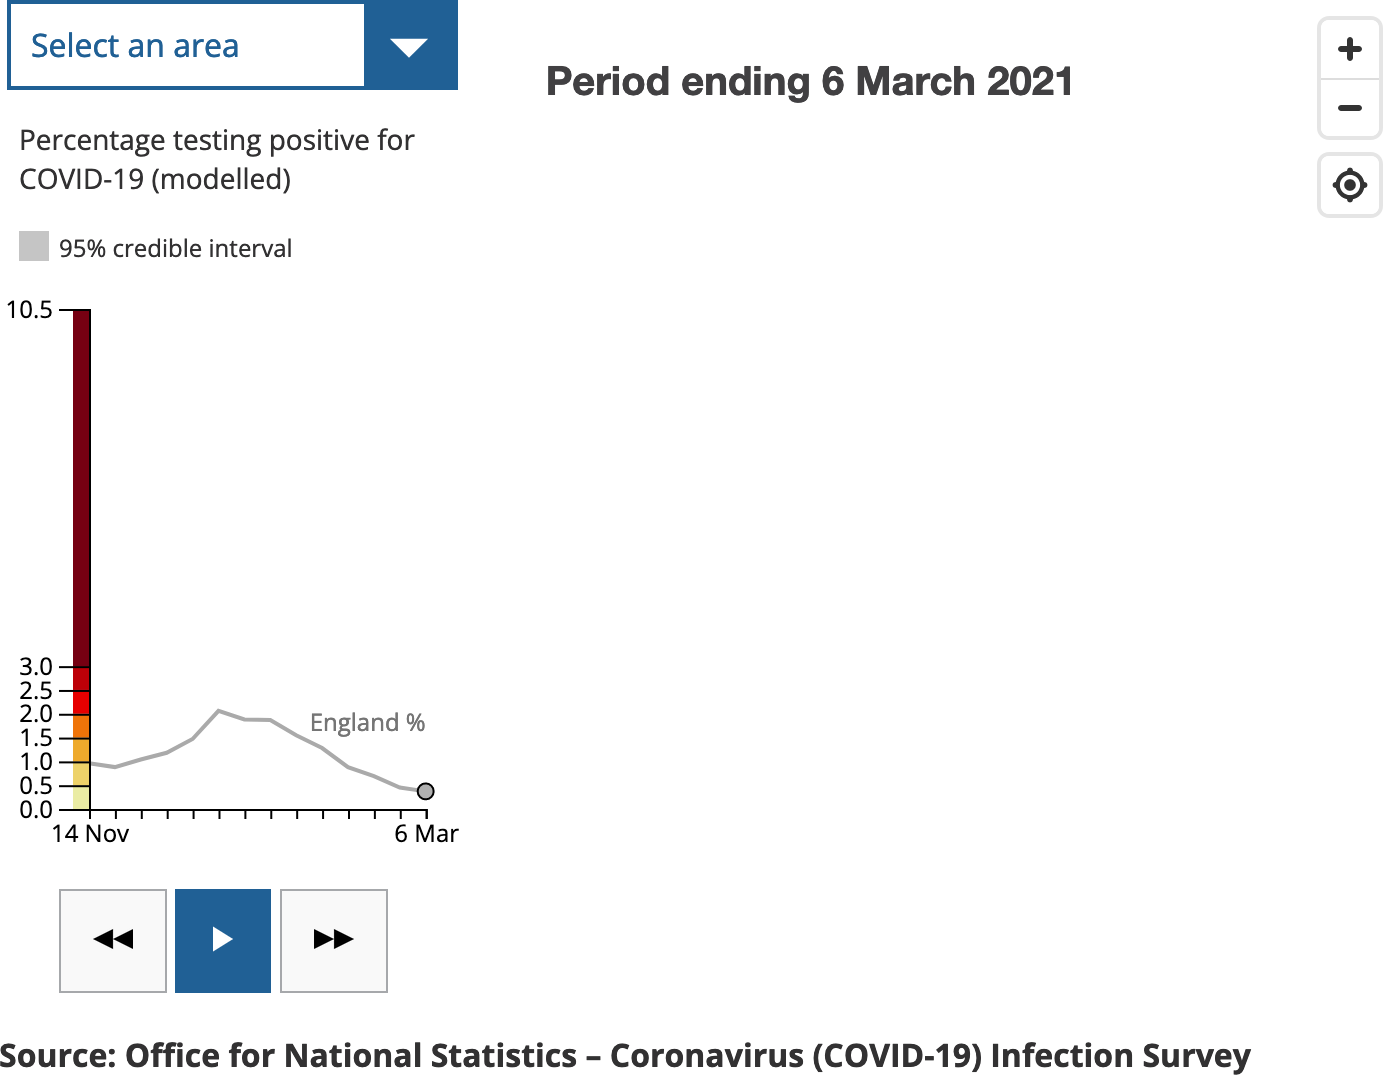 Select an area
Period ending 6 March 2021
Percentage testing positive for
COVID-19 (modelled)
95% credible interval
10.5
3.0
2.5
2.0
1.5
1.0
0.5
0.0
England %
14 Nov
6 Mar
Source: Office for National Statistics – Coronavirus (COVID-19) Infection Survey